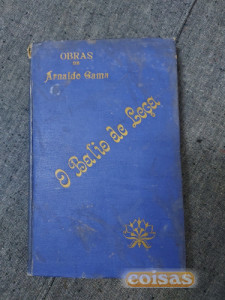 OBRAS
DE
Arnaldo Gama
O Balio de Leça
coisas